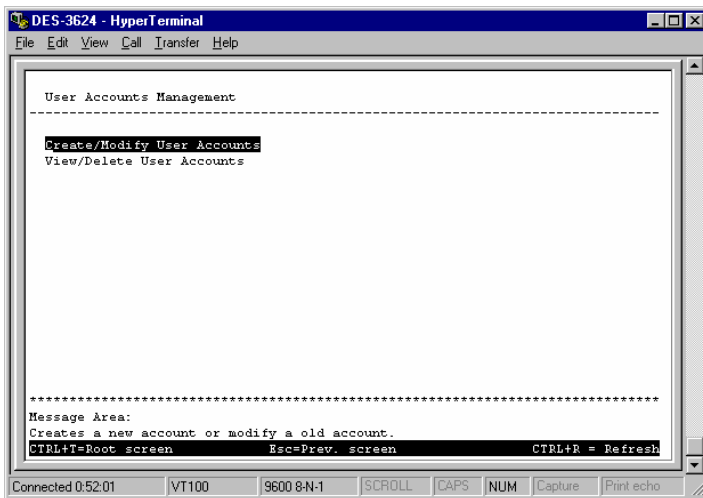 DES-3624 - HyperTerminal
File Edit View Call Transfer Help
User Accounts Management
--------------------------------------------------------------------------------
Create/Modify User Accounts
View/Delete User Accounts
********************************************************************************
Message Area:
Creates a new account or modify a old account.
CTRL+T=Root screen Esc=Prev. screen CTRL+R = Refresh
Connected 0:52:01 VT100 9600 8-N-1 SCROLL CAPS NUM Capture Print echo